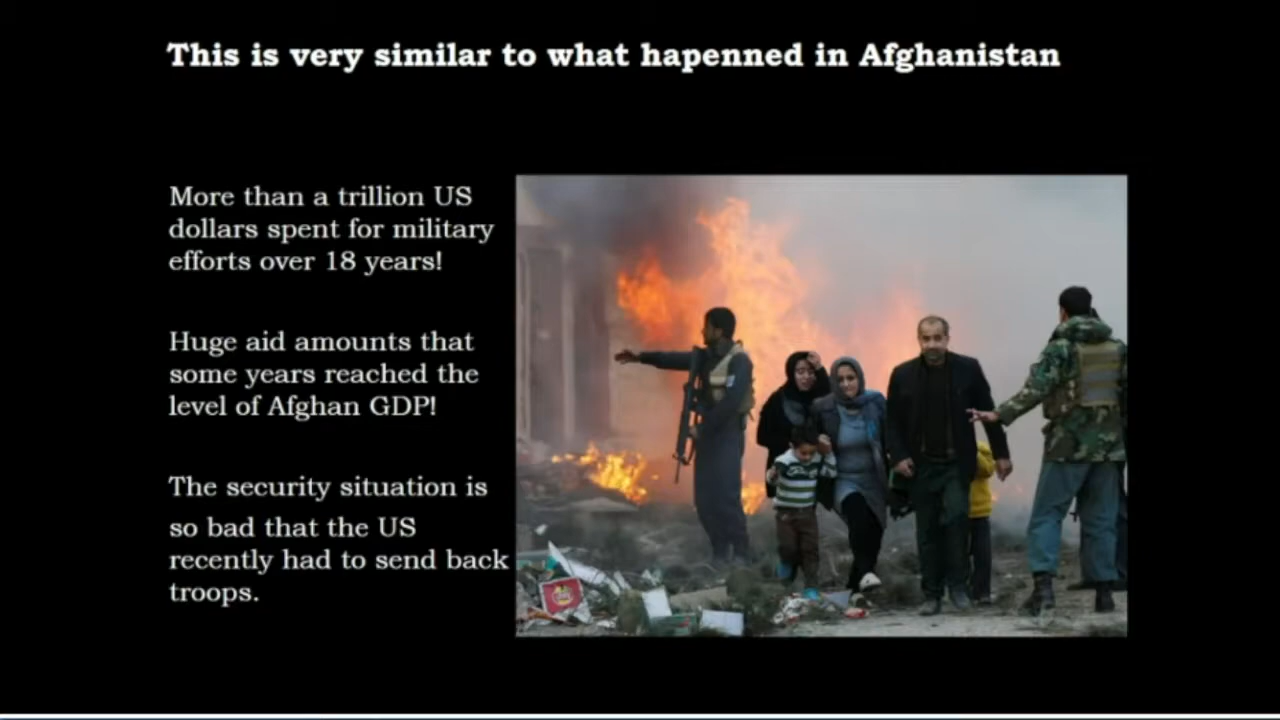 This is very similar to what hapenned in Afghanistan
More than a trillion US
dollars spent for military
efforts over 18 years!
Huge aid amounts that
some years reached the
level of Afghan GDP!
The security situation is
so bad that the US
recently had to send back
troops.